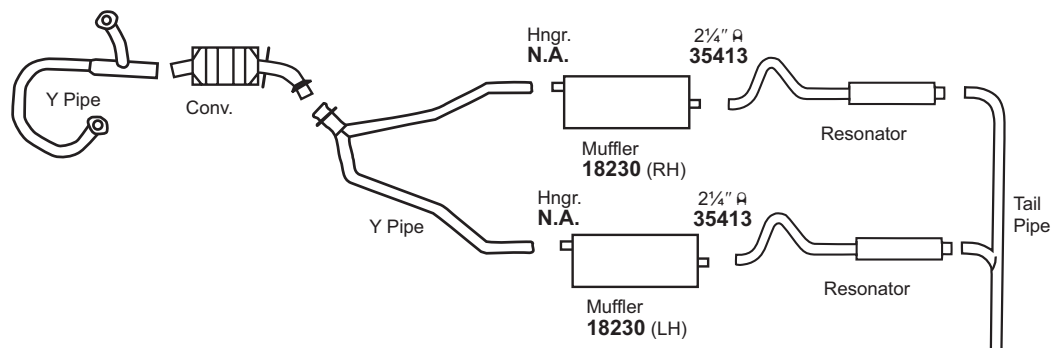 Y Pipe
Conv.
Y Pipe
Hngr.
N.A.
2¼″
35413
Muffler
18230 (RH)
Resonator
Hngr.
N.A.
2¼″
35413
Muffler
18230 (LH)
Resonator
Tail
Pipe